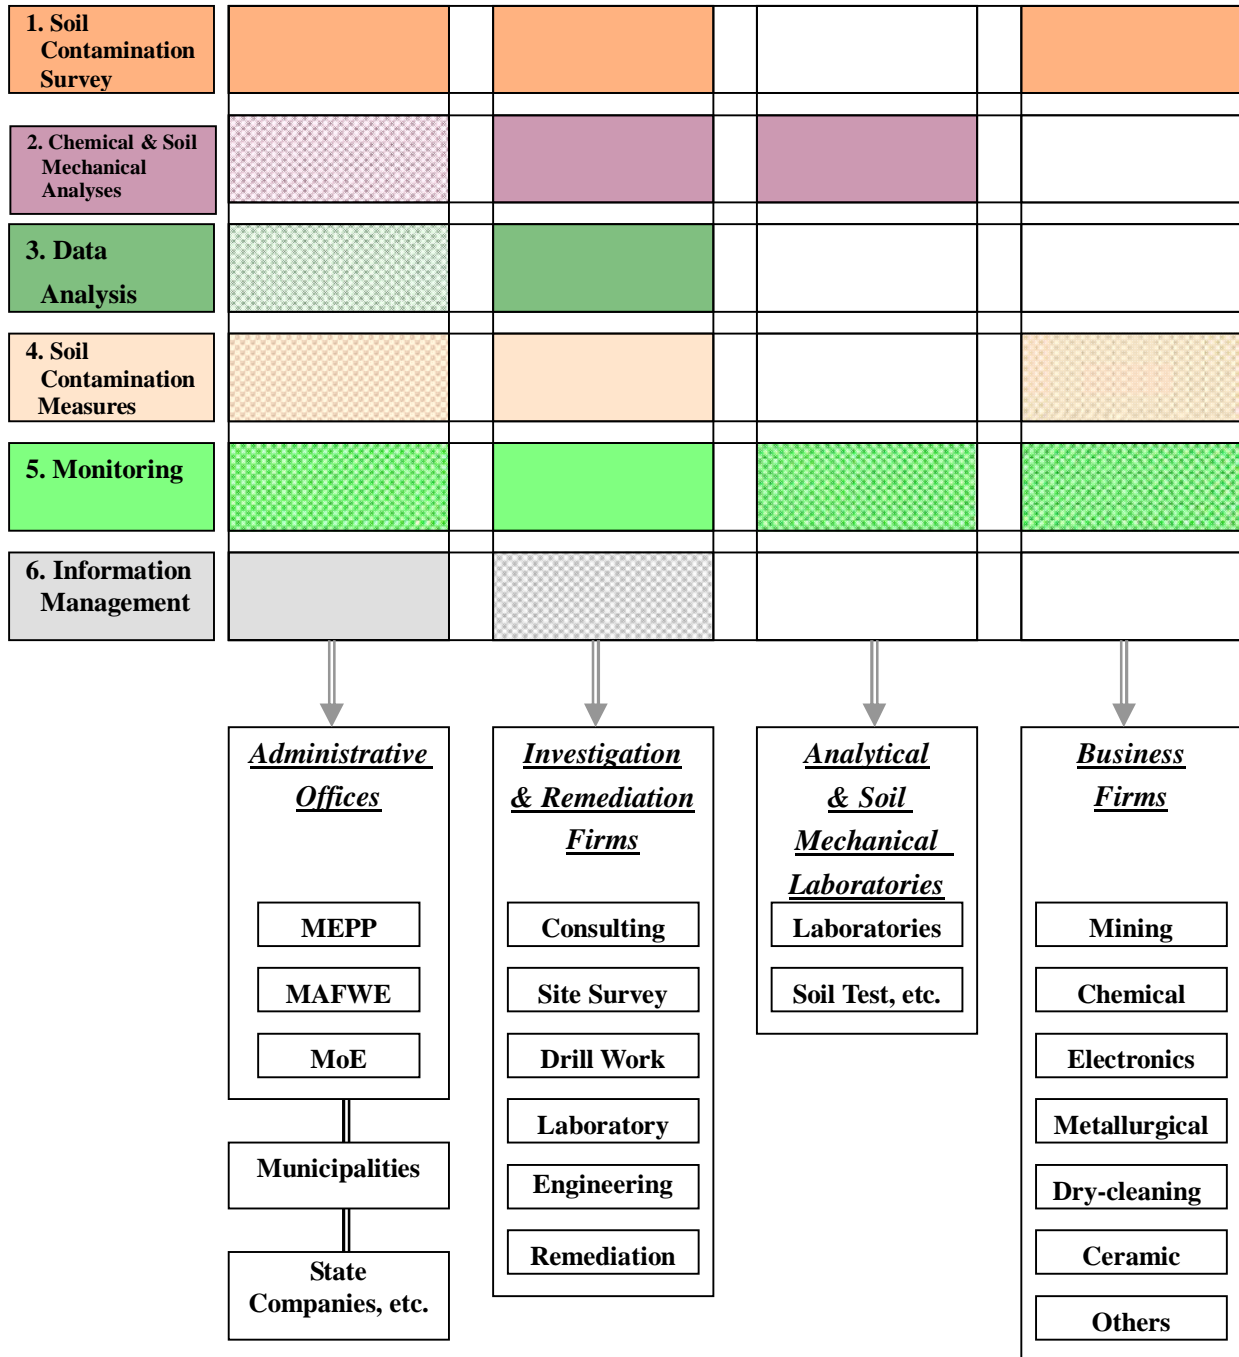 1. Soil
Contamination
Survey
2. Chemical & Soil
Mechanical
Analyses
3. Data
Analysis
4. Soil
Contamination
Measures
5. Monitoring
6. Information
Management
Administrative
Offices
MEPP
MAFWE
MoE
Municipalities
State
Companies, etc.
Investigation
& Remediation
Firms
Consulting
Site Survey
Drill Work
Laboratory
Engineering
Remediation
Analytical
& Soil
Mechanical
Laboratories
Laboratories
Soil Test, etc.
Business
Firms
Mining
Chemical
Electronics
Metallurgical
Dry-cleaning
Ceramic
Others